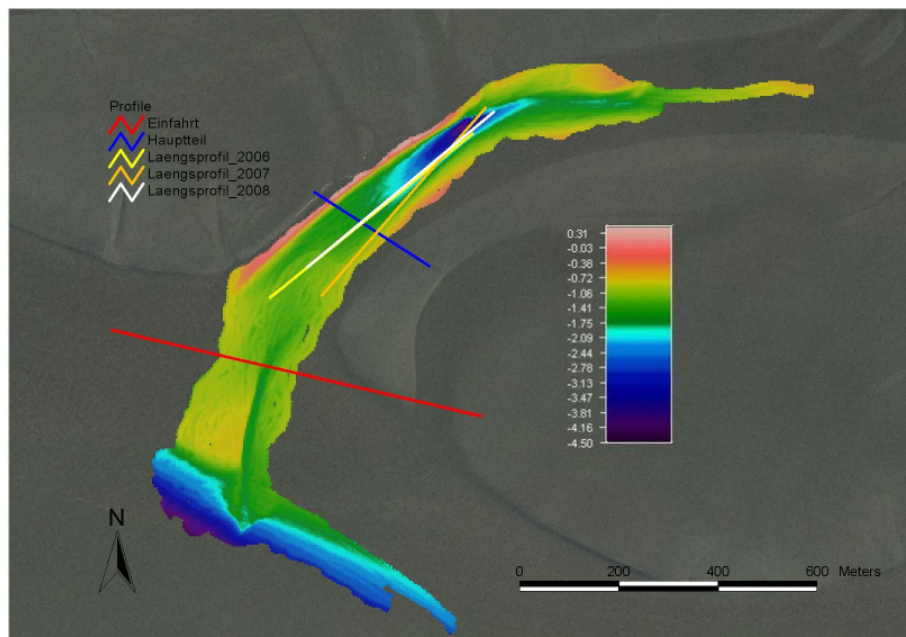 Profile
Einfahrt
Hauptteil
Laengsprofil_2006
Laengsprofil_2007
Laengsprofil_2008
0.31
-0.03
-0.38
-0.72
-1.06
-1.41
-1.75
-2.09
-2.44
-2.78
-3.13
-3.47
-3.81
-4.16
-4.50
N
0 200 400 600 Meters